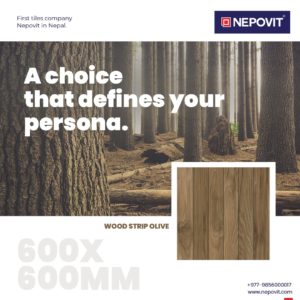 First tiles company
Nepovit in Nepal.
NEPOVIT
A choice
that defines your
persona.
WOOD STRIP OLIVE
600X
600MM
+977-9856000017
www.nepovit.com